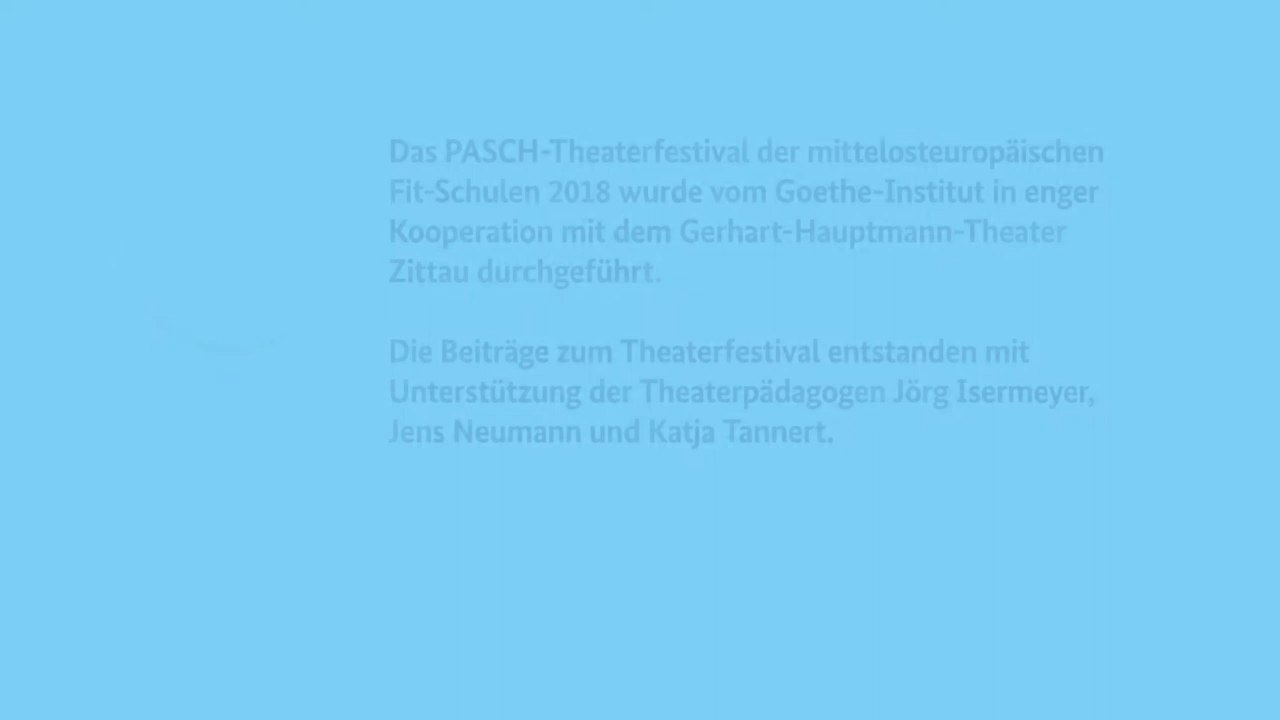 Das PASCH-Theaterfestival der mittelosteuropäischen
Fit-Schulen 2018 wurde vom Goethe-Institut in enger
Kooperation mit dem Gerhart-Hauptmann-Theater
Zittau durchgeführt.
Die Beiträge zum Theaterfestival entstanden mit
Unterstützung der Theaterpädagogen Jörg Isermeyer,
Jens Neumann und Katja Tannert.